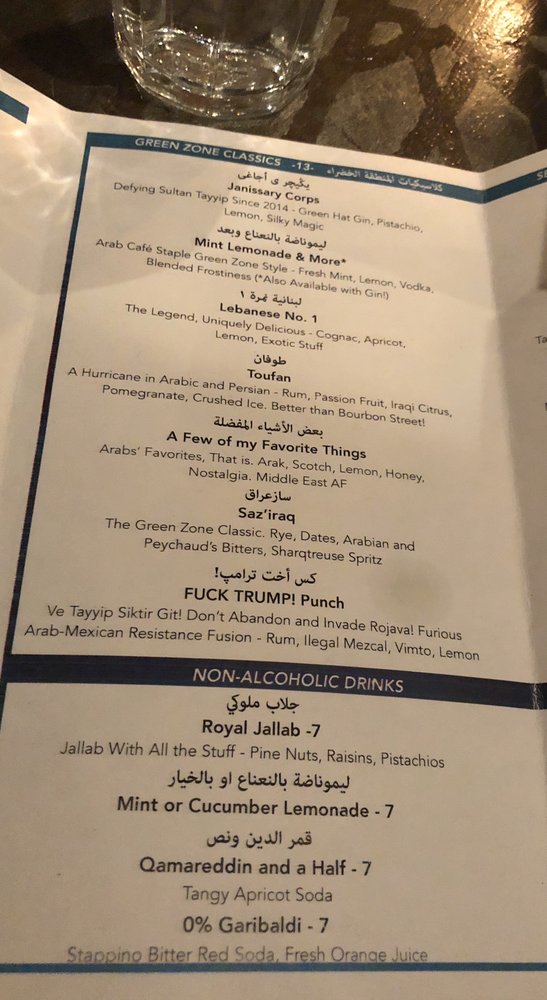 GREEN ZONE CLASSICS -13- كلاسيكيات المنطقة الخضراء
يڭيچرى أجاغى
Janissary Corps
Defying Sultan Tayyip Since 2014 - Green Hat Gin, Pistachio,
Lemon, Silky Magic
ليموناضة بالنعناع وبعد
Mint Lemonade & More*
Arab Café Staple Green Zone Style - Fresh Mint, Lemon, Vodka,
Blended Frostiness (*Also Available with Gin!)
لبنانية نمرة ١
Lebanese No. 1
The Legend, Uniquely Delicious - Cognac, Apricot,
Lemon, Exotic Stuff
طوفان
Toufan
A Hurricane in Arabic and Persian - Rum, Passion Fruit, Iraqi Citrus,
Pomegranate, Crushed Ice. Better than Bourbon Street!
بعض الأشياء المفضلة
A Few of my Favorite Things
Arabs' Favorites, That is. Arak, Scotch, Lemon, Honey,
Nostalgia. Middle East AF
سازعراق
Saz'iraq
The Green Zone Classic. Rye, Dates, Arabian and
Peychaud's Bitters, Sharqtreuse Spritz
كس أخت ترامپ!
FUCK TRUMP! Punch
Ve Tayyip Siktir Git! Don't Abandon and Invade Rojava! Furious
Arab-Mexican Resistance Fusion - Rum, Ilegal Mezcal, Vimto, Lemon
NON-ALCOHOLIC DRINKS
جلاب ملوكي
Royal Jallab -7
Jallab With All the Stuff - Pine Nuts, Raisins, Pistachios
ليموناضة بالنعناع او بالخيار
Mint or Cucumber Lemonade - 7
قمر الدين ونص
Qamareddin and a Half - 7
Tangy Apricot Soda
0% Garibaldi - 7
Stappino Bitter Red Soda, Fresh Orange Juice